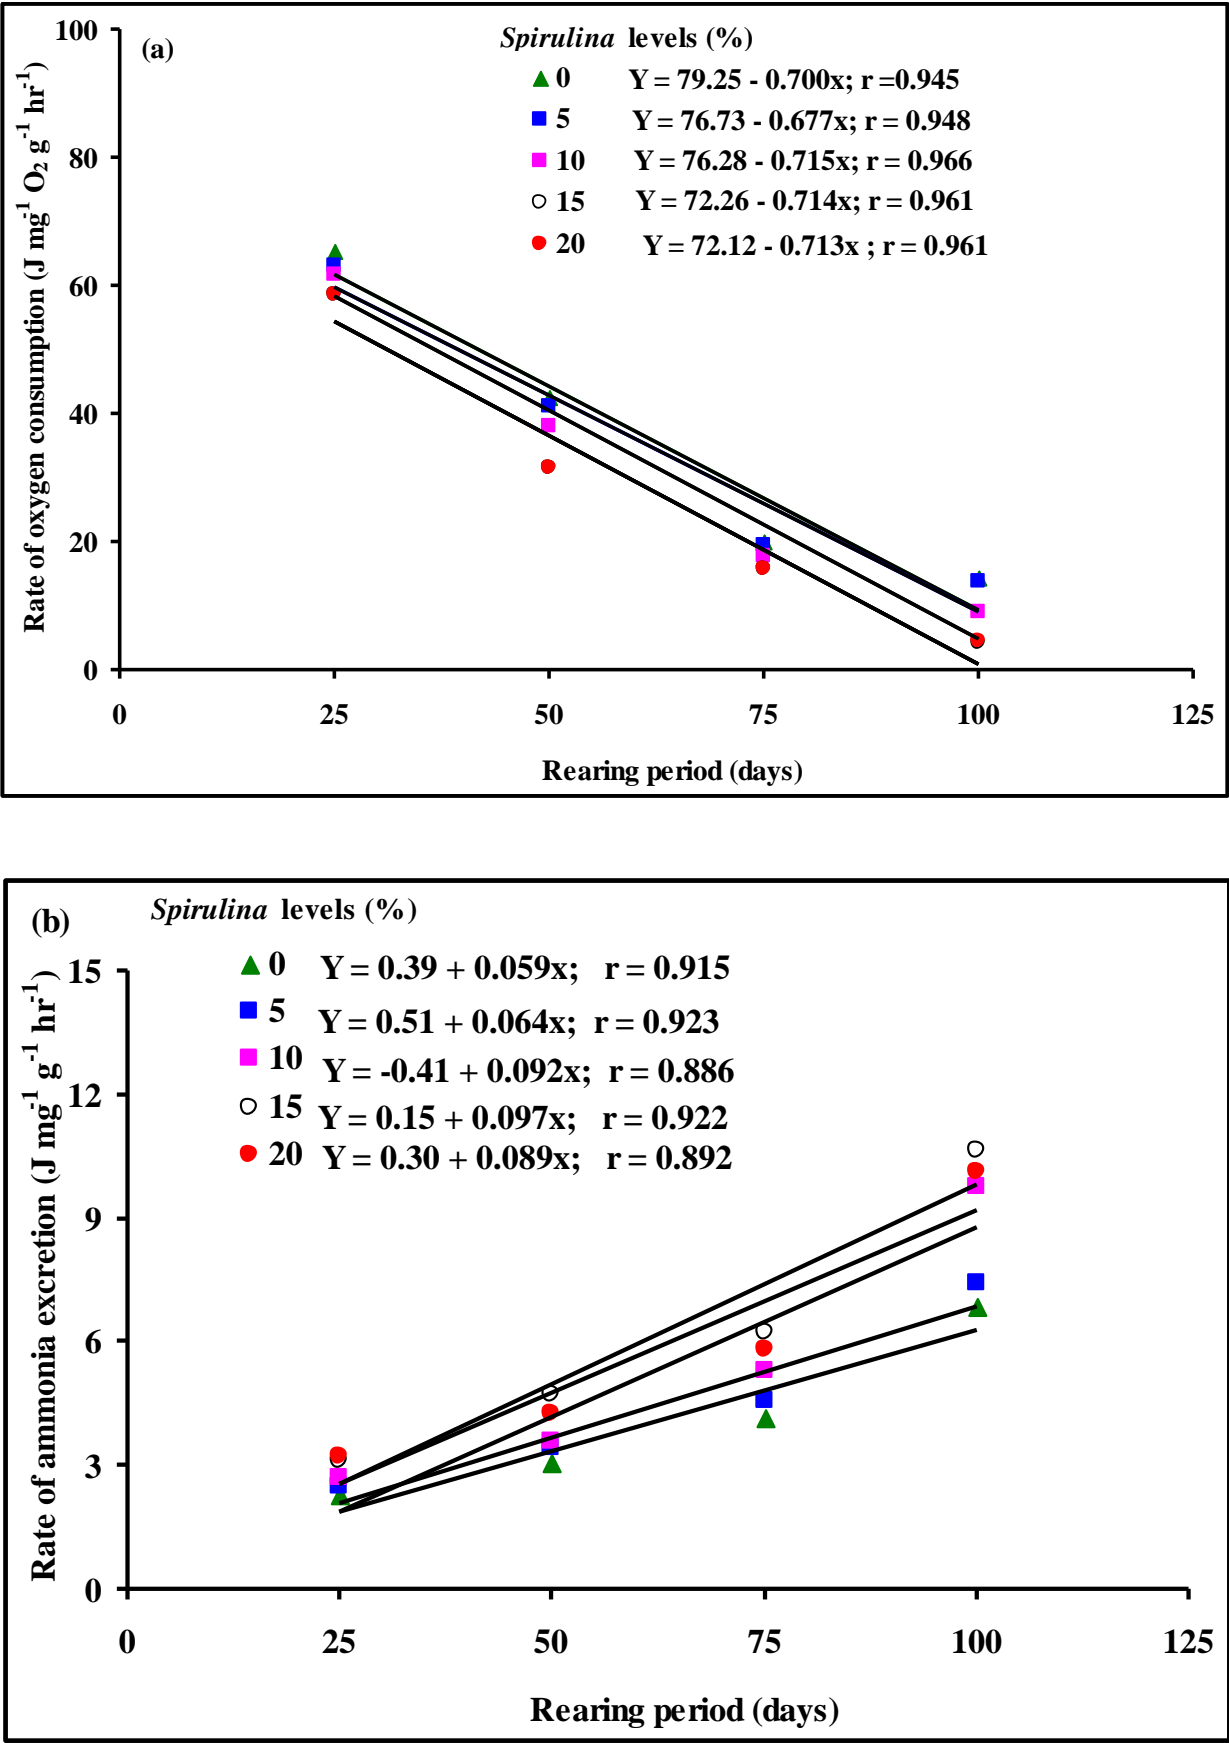 (a)
Spirulina levels (%)
0 Y = 79.25 - 0.700x; r =0.945
5 Y = 76.73 - 0.677x; r = 0.948
10 Y = 76.28 - 0.715x; r = 0.966
15 Y = 72.26 - 0.714x; r = 0.961
20 Y = 72.12 - 0.713x ; r = 0.961
Rate of oxygen consumption (J mg⁻¹ O₂ g⁻¹ hr⁻¹)
100
80
60
40
20
0
0 25 50 75 100 125
Rearing period (days)
(b)
Spirulina levels (%)
0 Y = 0.39 + 0.059x; r = 0.915
5 Y = 0.51 + 0.064x; r = 0.923
10 Y = -0.41 + 0.092x; r = 0.886
15 Y = 0.15 + 0.097x; r = 0.922
20 Y = 0.30 + 0.089x; r = 0.892
Rate of ammonia excretion (J mg⁻¹ g⁻¹ hr⁻¹)
15
12
9
6
3
0
0 25 50 75 100 125
Rearing period (days)